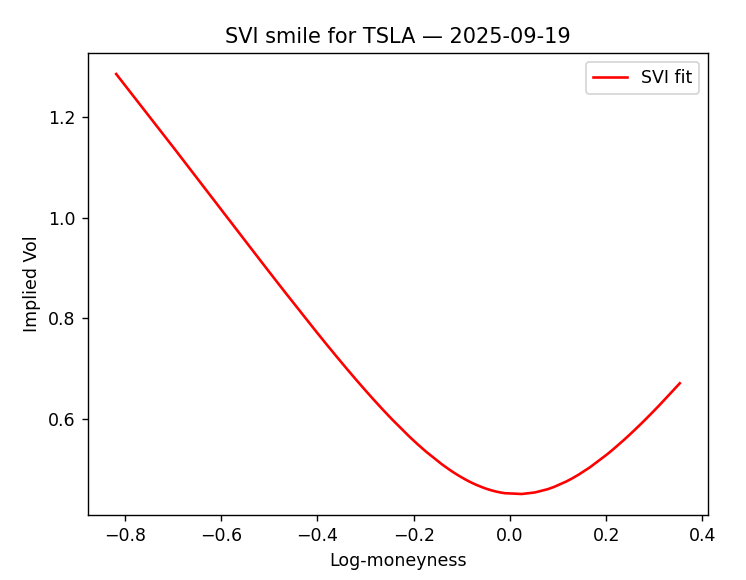 SVI smile for TSLA — 2025-09-19
SVI fit
Implied Vol
1.2
1.0
0.8
0.6
−0.8 −0.6 −0.4 −0.2 0.0 0.2 0.4
Log-moneyness